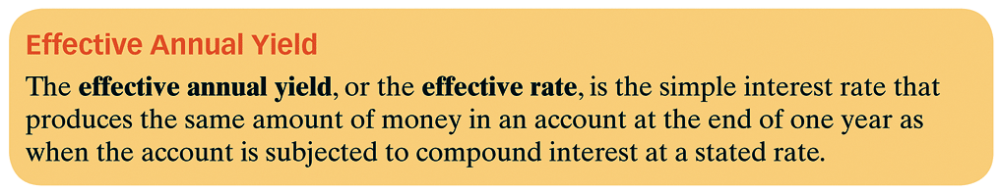 Effective Annual Yield
The effective annual yield, or the effective rate, is the simple interest rate that
produces the same amount of money in an account at the end of one year as
when the account is subjected to compound interest at a stated rate.